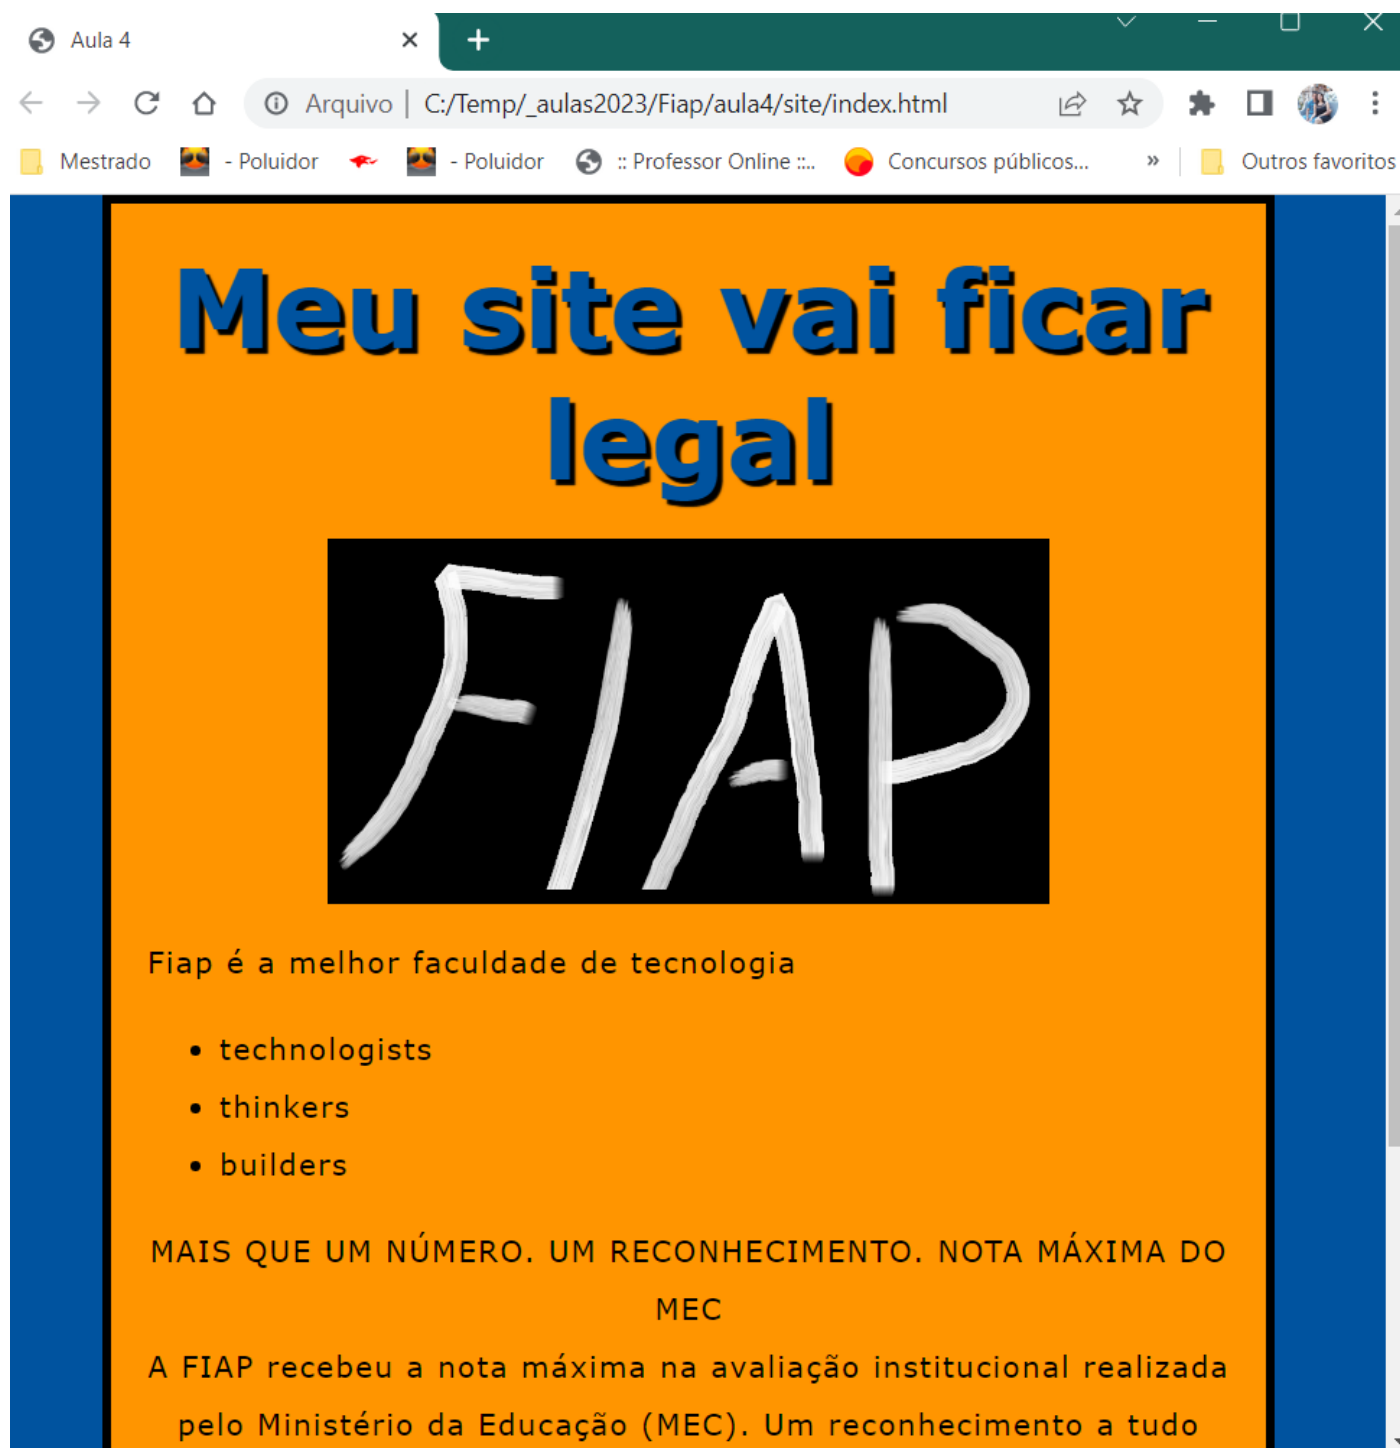 Aula 4
Arquivo | C:/Temp/_aulas2023/Fiap/aula4/site/index.html
Mestrado - Poluidor - Poluidor :: Professor Online ::... Concursos públicos... » Outros favoritos
Meu site vai ficar
legal
FIAP
Fiap é a melhor faculdade de tecnologia
• technologists
• thinkers
• builders
MAIS QUE UM NÚMERO. UM RECONHECIMENTO. NOTA MÁXIMA DO
MEC
A FIAP recebeu a nota máxima na avaliação institucional realizada
pelo Ministério da Educação (MEC). Um reconhecimento a tudo